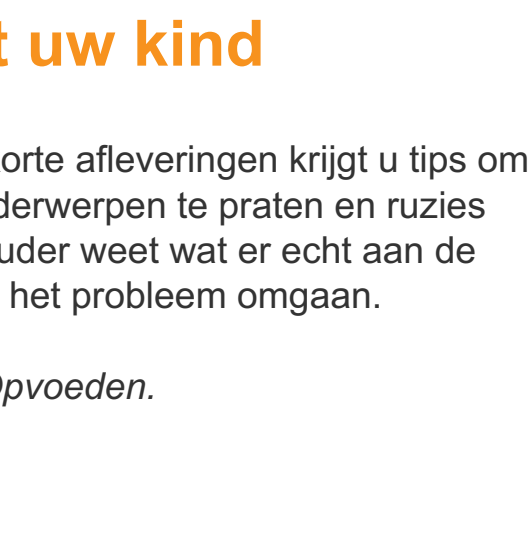 t uw kind
orte afleveringen krijgt u tips om
derwerpen te praten en ruzies
uder weet wat er echt aan de
het probleem omgaan.
Opvoeden.